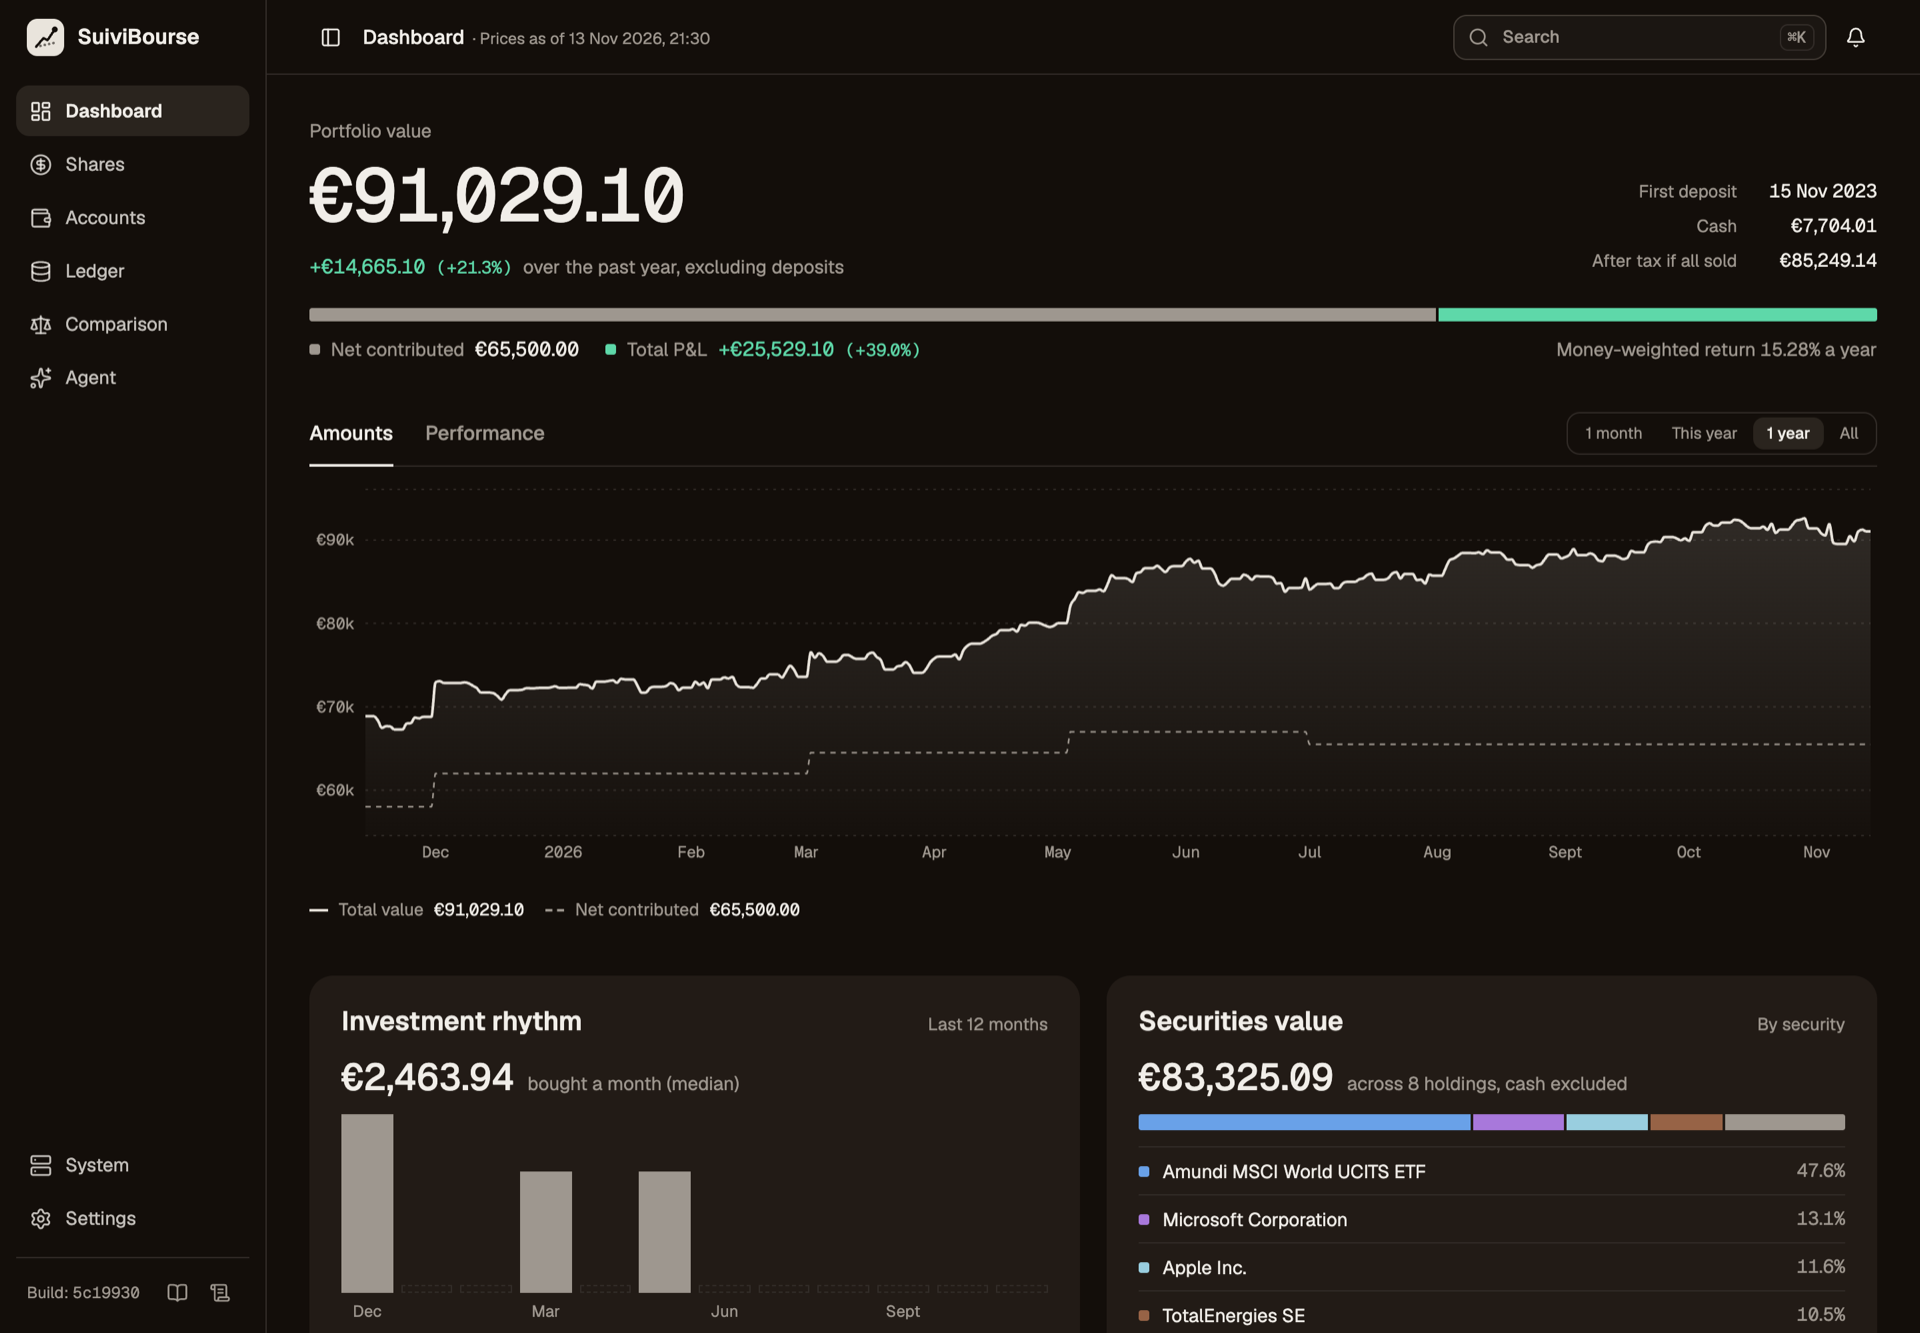 SuiviBourse
Dashboard · Prices as of 13 Nov 2026, 21:30
Search ⌘K
Dashboard
Shares
Accounts
Ledger
Comparison
Agent
System
Settings
Build: 5c19930
Portfolio value
€91,029.10
+€14,665.10 (+21.3%) over the past year, excluding deposits
First deposit 15 Nov 2023
Cash €7,704.01
After tax if all sold €85,249.14
Net contributed €65,500.00 Total P&L +€25,529.10 (+39.0%)
Money-weighted return 15.28% a year
Amounts Performance
1 month This year 1 year All
€90k
€80k
€70k
€60k
Dec 2026 Feb Mar Apr May Jun Jul Aug Sept Oct Nov
Total value €91,029.10 Net contributed €65,500.00
Investment rhythm
Last 12 months
€2,463.94 bought a month (median)
Dec Mar Jun Sept
Securities value
By security
€83,325.09 across 8 holdings, cash excluded
Amundi MSCI World UCITS ETF 47.6%
Microsoft Corporation 13.1%
Apple Inc. 11.6%
TotalEnergies SE 10.5%